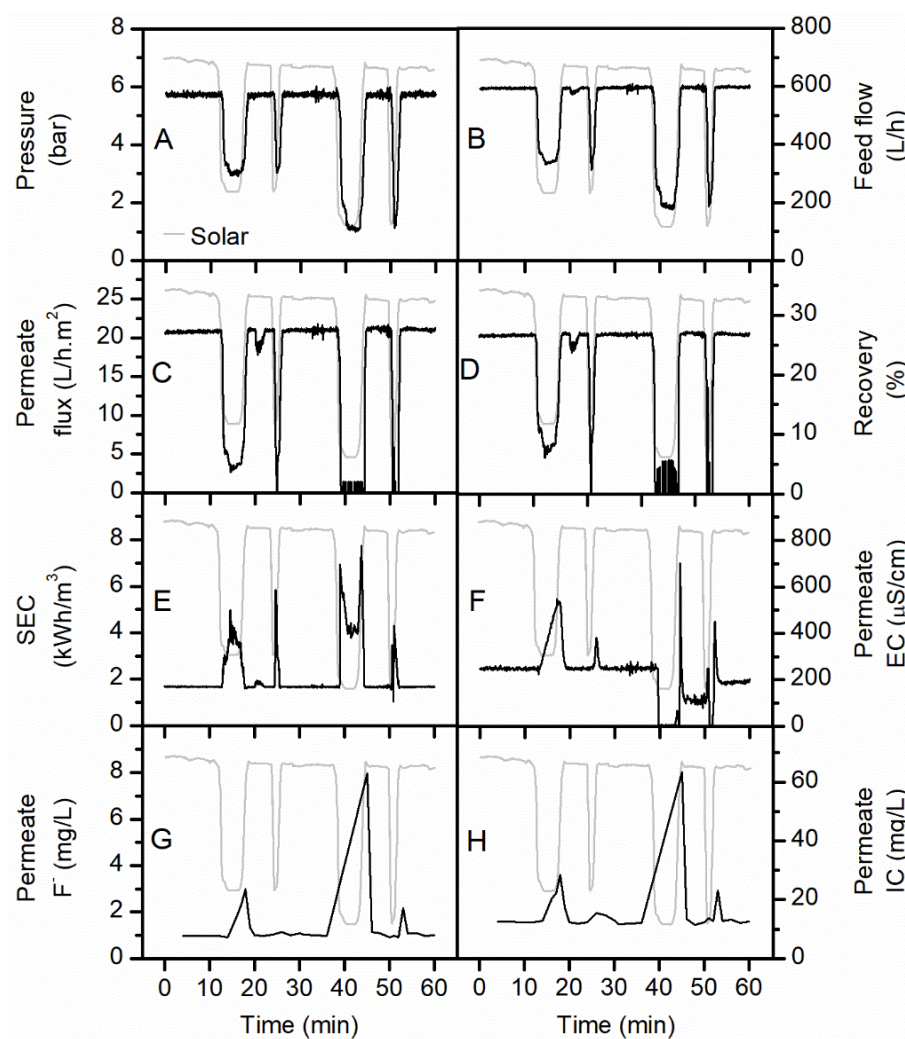 8
6
4
2
0
Pressure
(bar)
A
Solar
B
800
600
400
200
0
Feed flow
(L/h)
25
20
15
10
5
0
Permeate
flux (L/h.m²)
C
D
30
20
10
0
Recovery
(%)
8
6
4
2
0
SEC
(kWh/m³)
E
F
800
600
400
200
0
Permeate
EC (µS/cm)
8
6
4
2
0
Permeate
F⁻ (mg/L)
G
H
60
40
20
0
Permeate
IC (mg/L)
0 10 20 30 40 50 60
0 10 20 30 40 50 60
Time (min)
Time (min)